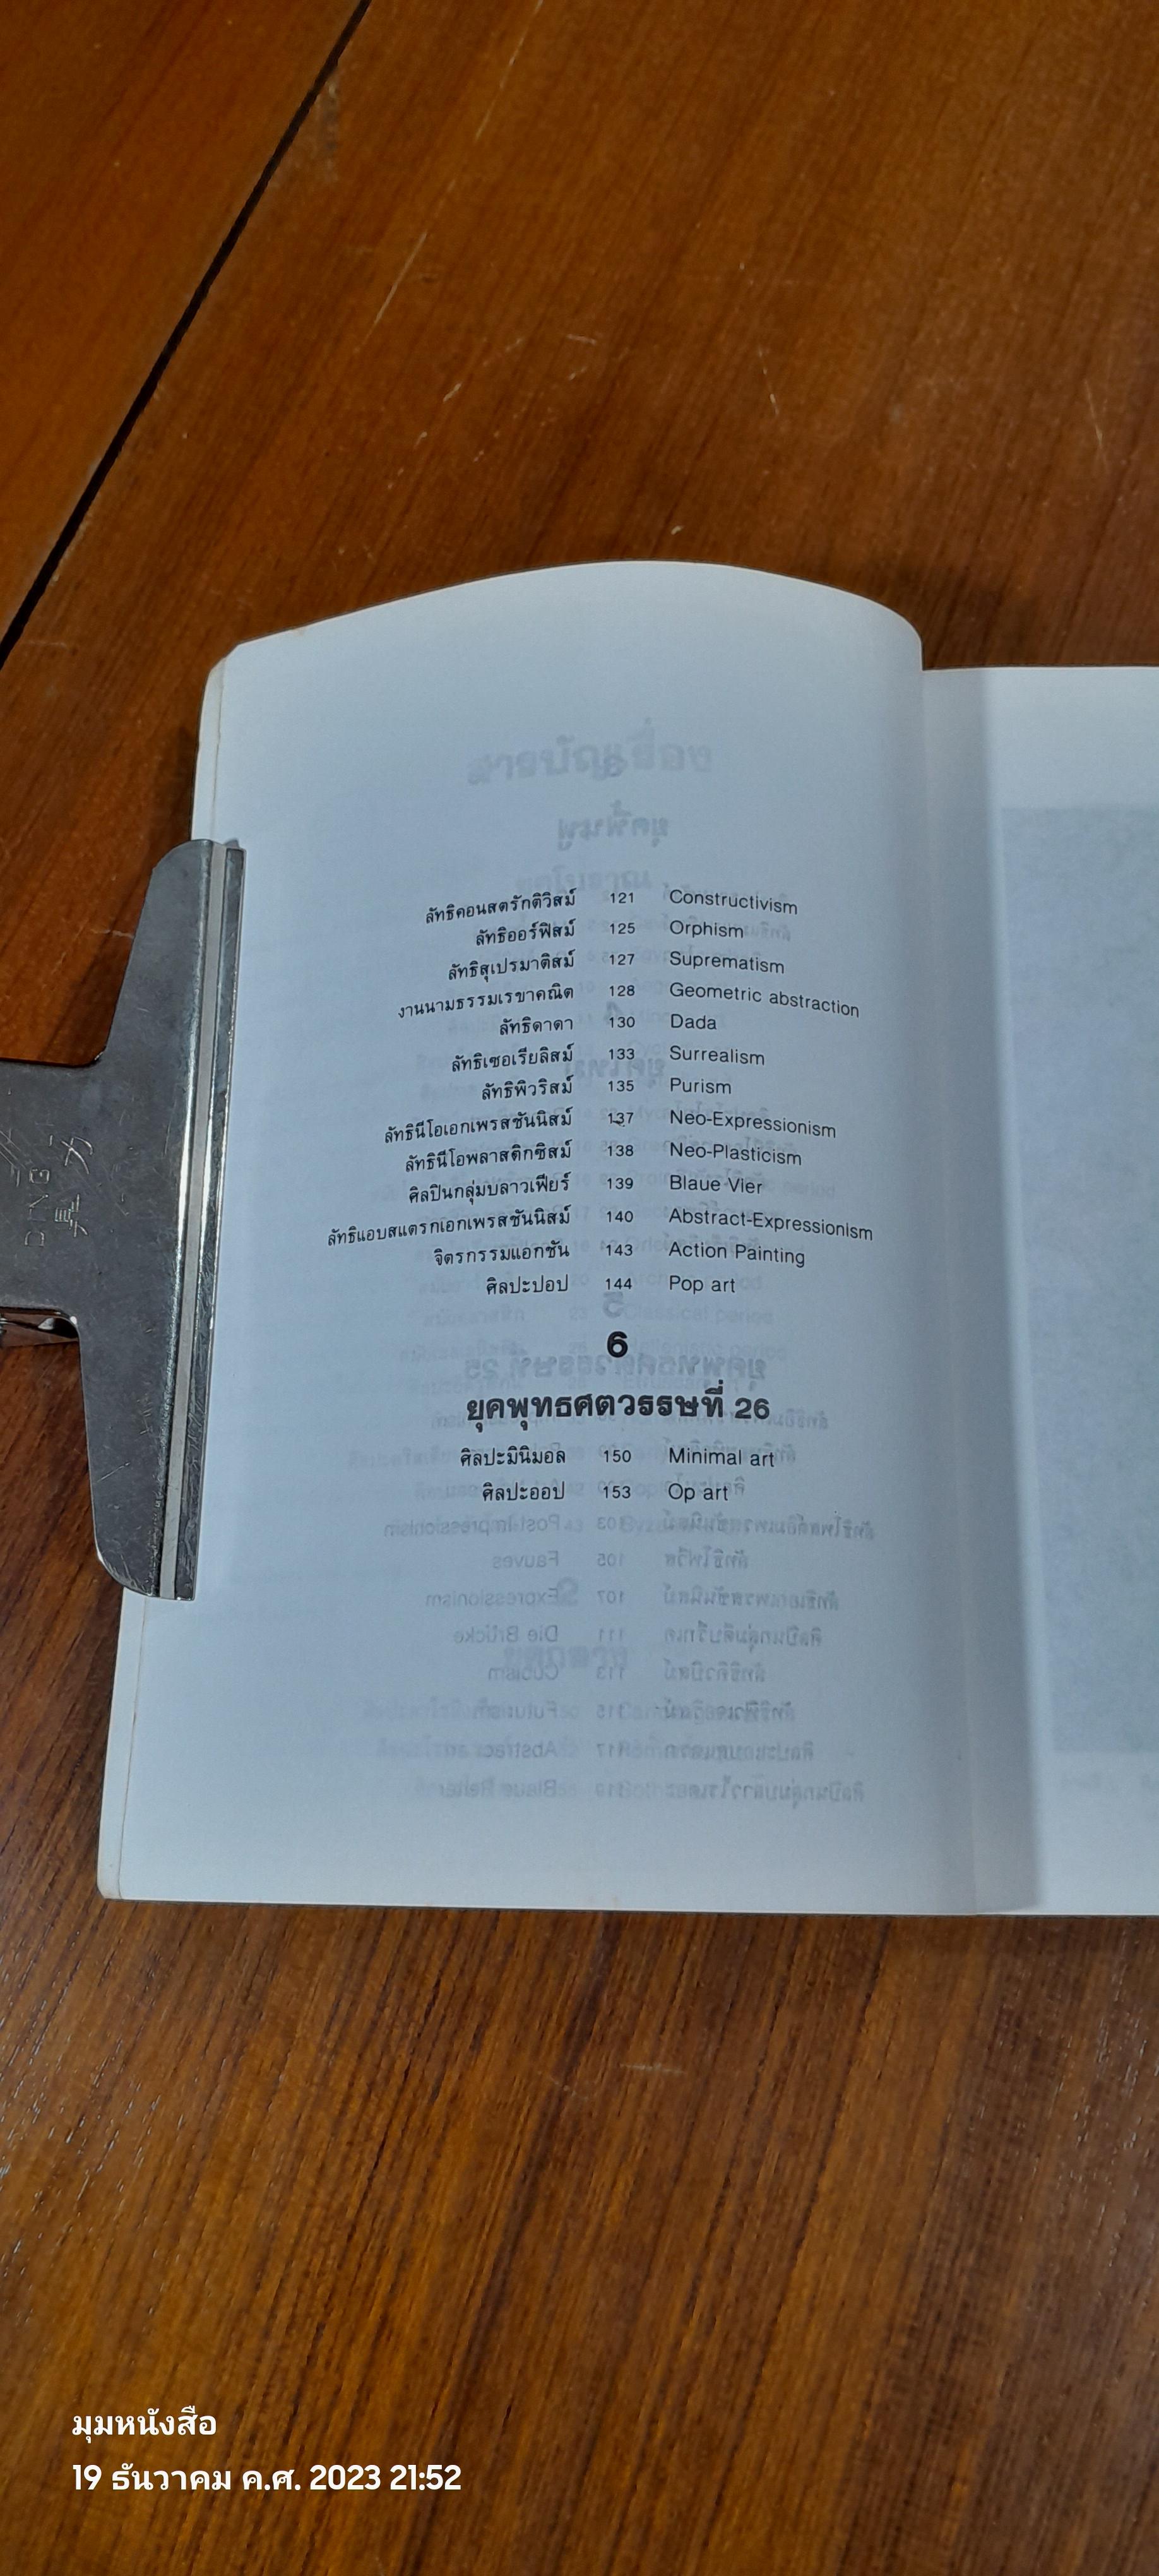 ลัทธิคอนสตรักติวิสม์ 121 Constructivism
ลัทธิออร์ฟิสม์ 125 Orphism
ลัทธิสุเปรมาติสม์ 127 Suprematism
งานนามธรรมเรขาคณิต 128 Geometric abstraction
ลัทธิดาดา 130 Dada
ลัทธิเซอเรียลิสม์ 133 Surrealism
ลัทธิพิวริสม์ 135 Purism
ลัทธินีโอเอกเพรสชันนิสม์ 137 Neo-Expressionism
ลัทธินีโอพลาสติกซิสม์ 138 Neo-Plasticism
ศิลปินกลุ่มบลาวเฟียร์ 139 Blaue Vier
ลัทธิแอบสแตรกเอกเพรสชันนิสม์ 140 Abstract-Expressionism
จิตรกรรมแอกชัน 143 Action Painting
ศิลปะปอป 144 Pop art
6
ยุคพุทธศตวรรษที่ 26
ศิลปะมินิมอล 150 Minimal art
ศิลปะออป 153 Op art
มุมหนังสือ
19 ธันวาคม ค.ศ. 2023 21:52